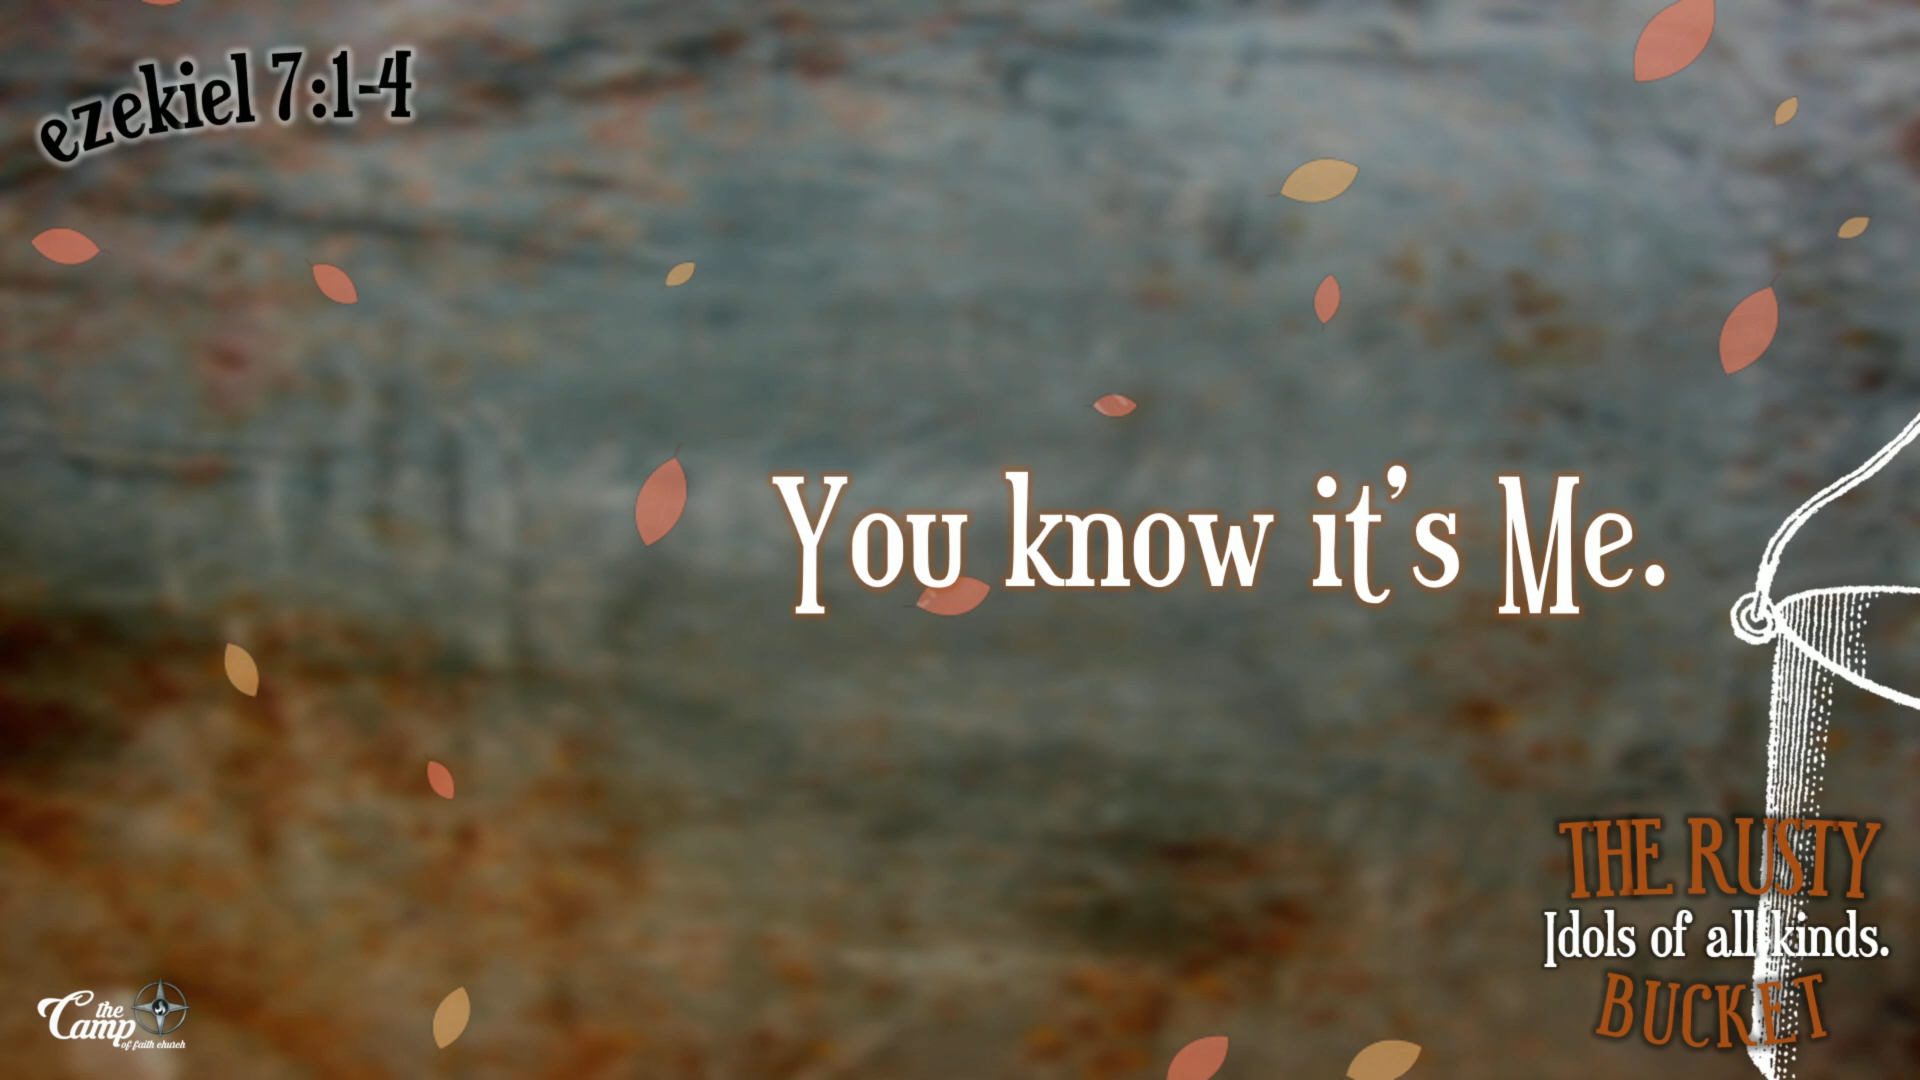 ezekiel 7:1-4
You know it's Me.
THE RUSTY
Idols of all kinds.
BUCKET
the
Camp
of faith church